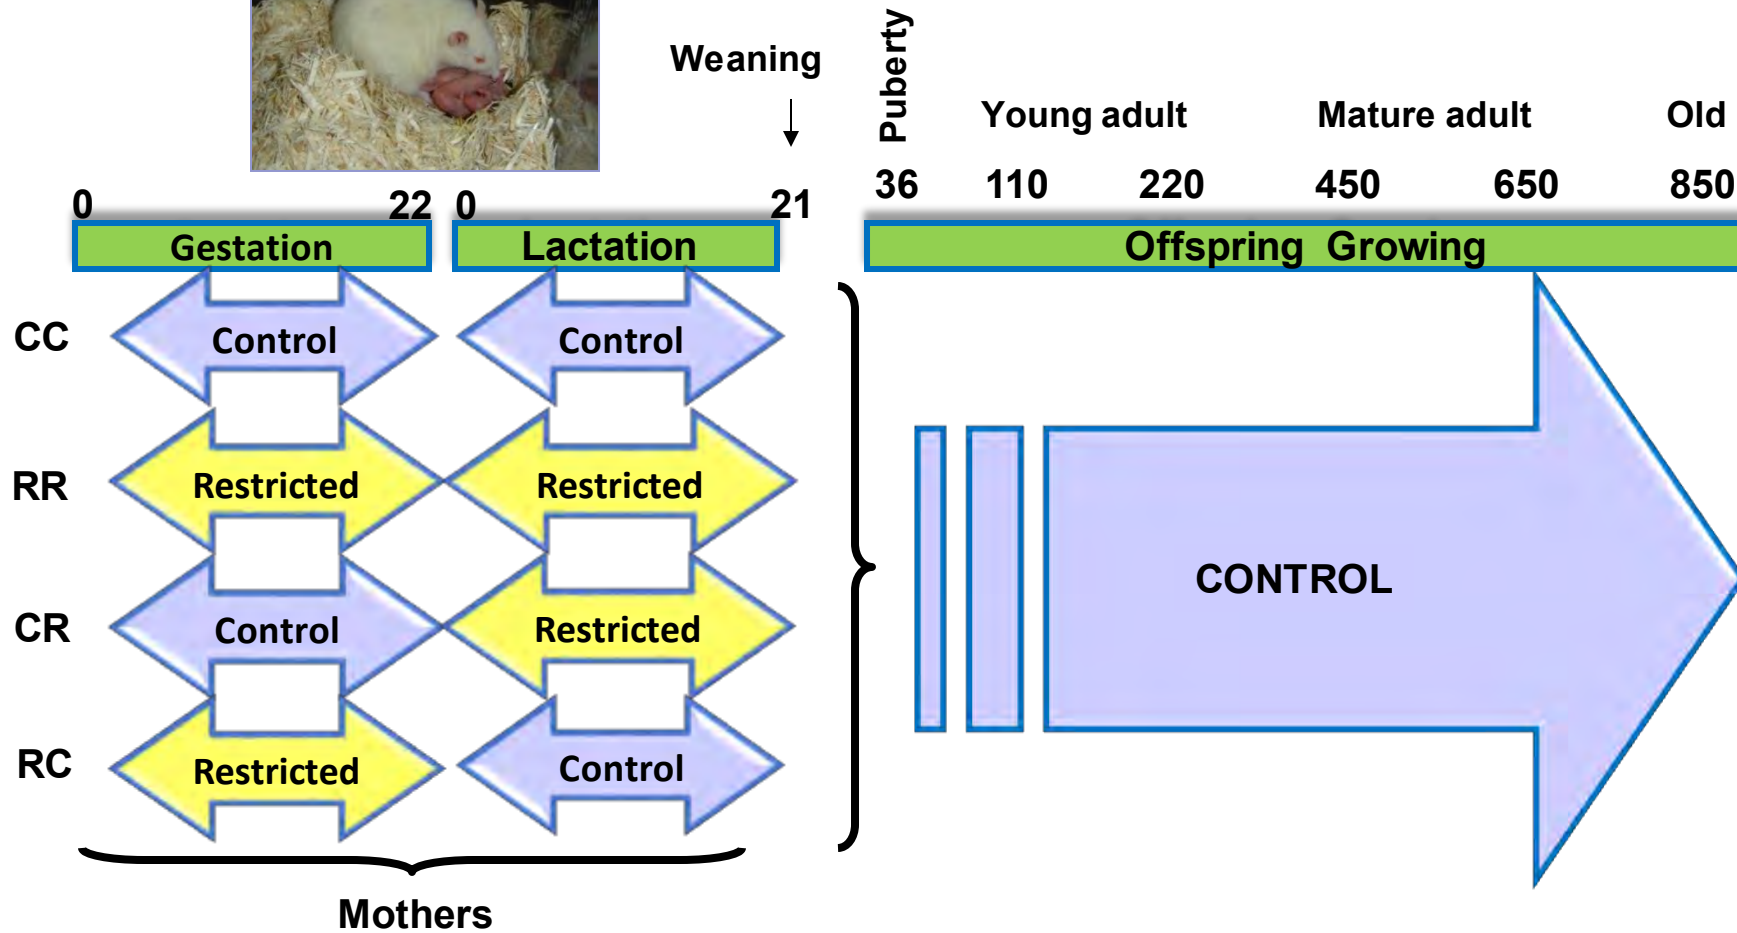 Weaning
Puberty
Young adult
Mature adult
Old
36 110 220 450 650 850
0 22 0 21
Gestation
Lactation
Offspring Growing
CC
Control
Control
RR
Restricted
Restricted
CR
Control
Restricted
RC
Restricted
Control
CONTROL
Mothers